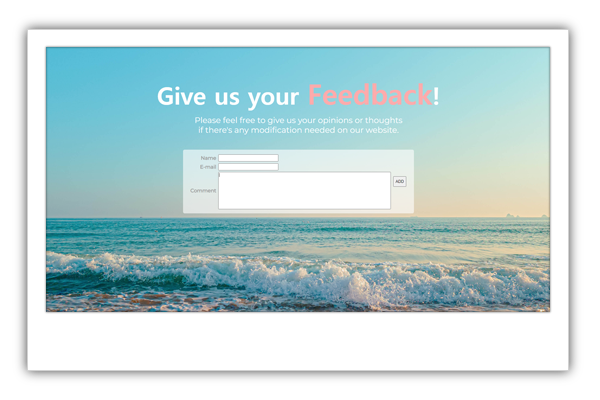 Give us your Feedback!
Please feel free to give us your opinions or thoughts
if there's any modification needed on our website.
Name
E-mail
Comment
ADD